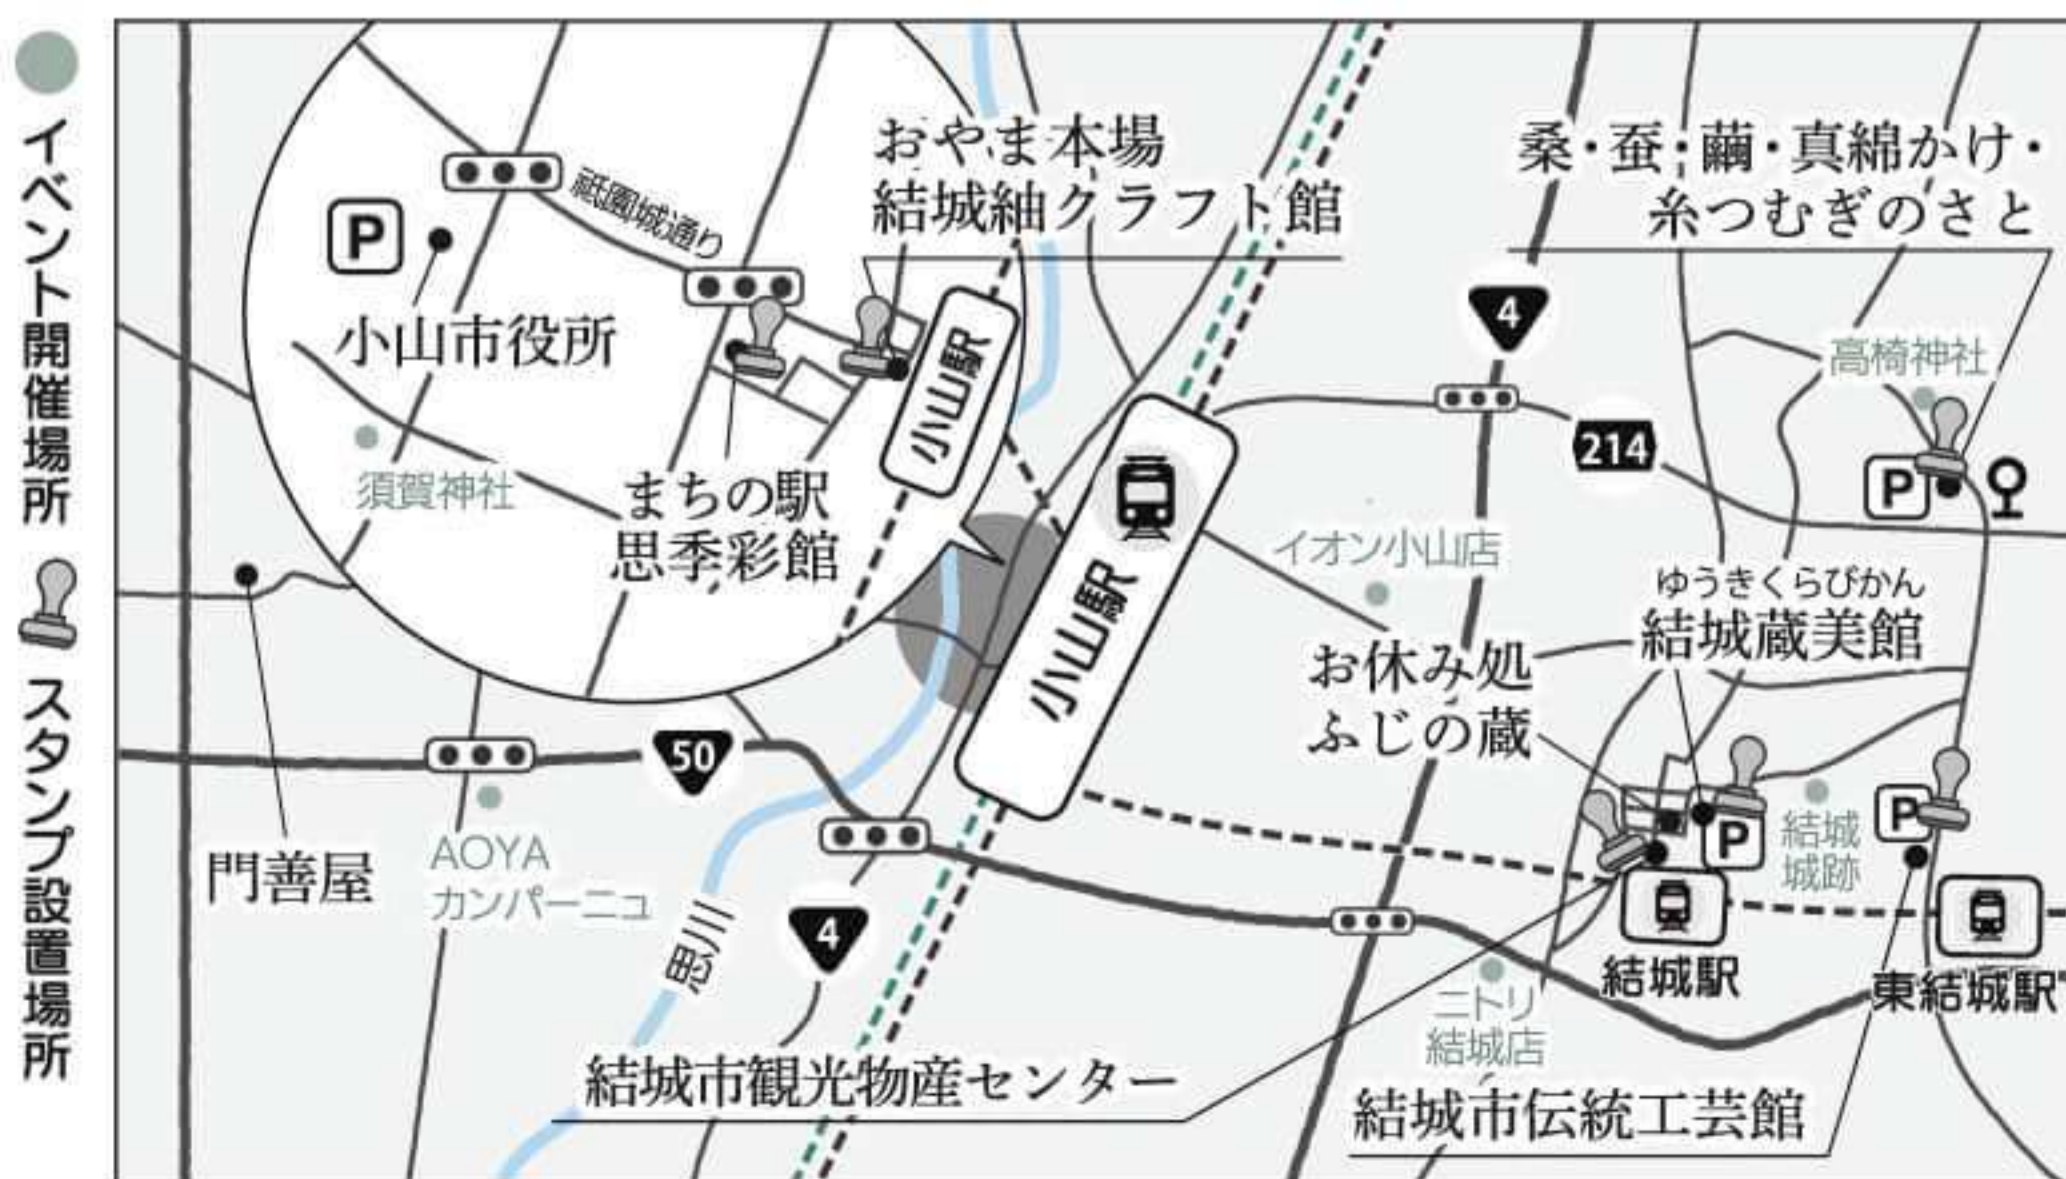 イベント開催場所
スタンプ設置場所
おやま本場
結城紬クラフト館
祇園城通り
P
小山市役所
小山駅
須賀神社
まちの駅
思季彩館
桑・蚕・繭・真綿かけ・
糸つむぎのさと
4
高椅神社
214
P
小山駅
イオン小山店
ゆうきくらびかん
結城蔵美館
お休み処
ふじの蔵
50
門善屋
AOYA
カンパーニュ
思川
4
P
結城
城跡
P
結城駅
東結城駅
ニトリ
結城店
結城市観光物産センター
結城市伝統工芸館